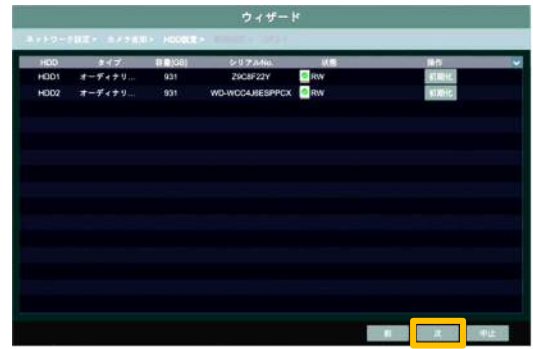 ウィザード
ネットワーク設定> カメラ追加> HDD設定>
HDD タイプ 容量(GB) シリアルNo. 状態 操作
HDD1 オーディナリ... 931 Z9C8F22Y RW 初期化
HDD2 オーディナリ... 931 WD-WCC4J6ESPPCX RW 初期化
前 次 中止